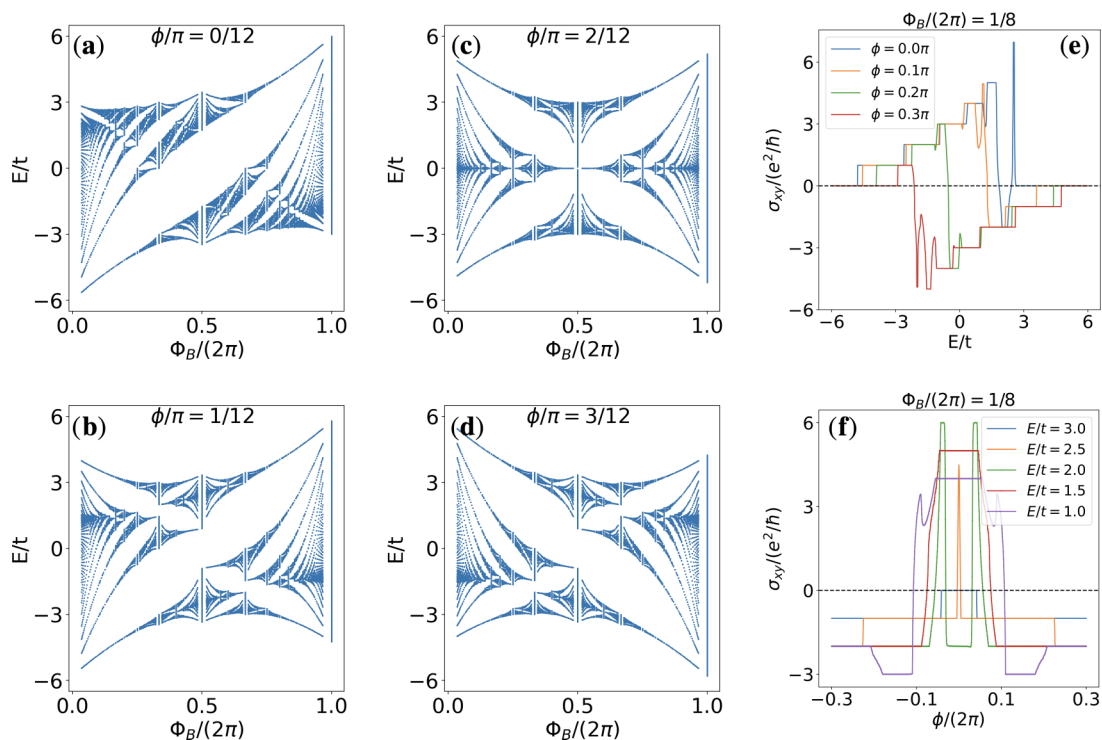 (a)
ϕ/π = 0/12
E/t
6
3
0
−3
−6
0.0
0.5
1.0
Φ_B/(2π)
(c)
ϕ/π = 2/12
E/t
6
3
0
−3
−6
0.0
0.5
1.0
Φ_B/(2π)
Φ_B/(2π) = 1/8
(e)
ϕ = 0.0π
ϕ = 0.1π
ϕ = 0.2π
ϕ = 0.3π
σ_xy/(e²/ℏ)
6
3
0
−3
−6
−6
−3
0
3
6
E/t
(b)
ϕ/π = 1/12
E/t
6
3
0
−3
−6
0.0
0.5
1.0
Φ_B/(2π)
(d)
ϕ/π = 3/12
E/t
6
3
0
−3
−6
0.0
0.5
1.0
Φ_B/(2π)
Φ_B/(2π) = 1/8
(f)
E/t = 3.0
E/t = 2.5
E/t = 2.0
E/t = 1.5
E/t = 1.0
σ_xy/(e²/ℏ)
6
3
0
−3
−0.3
−0.1
0.1
0.3
ϕ/(2π)